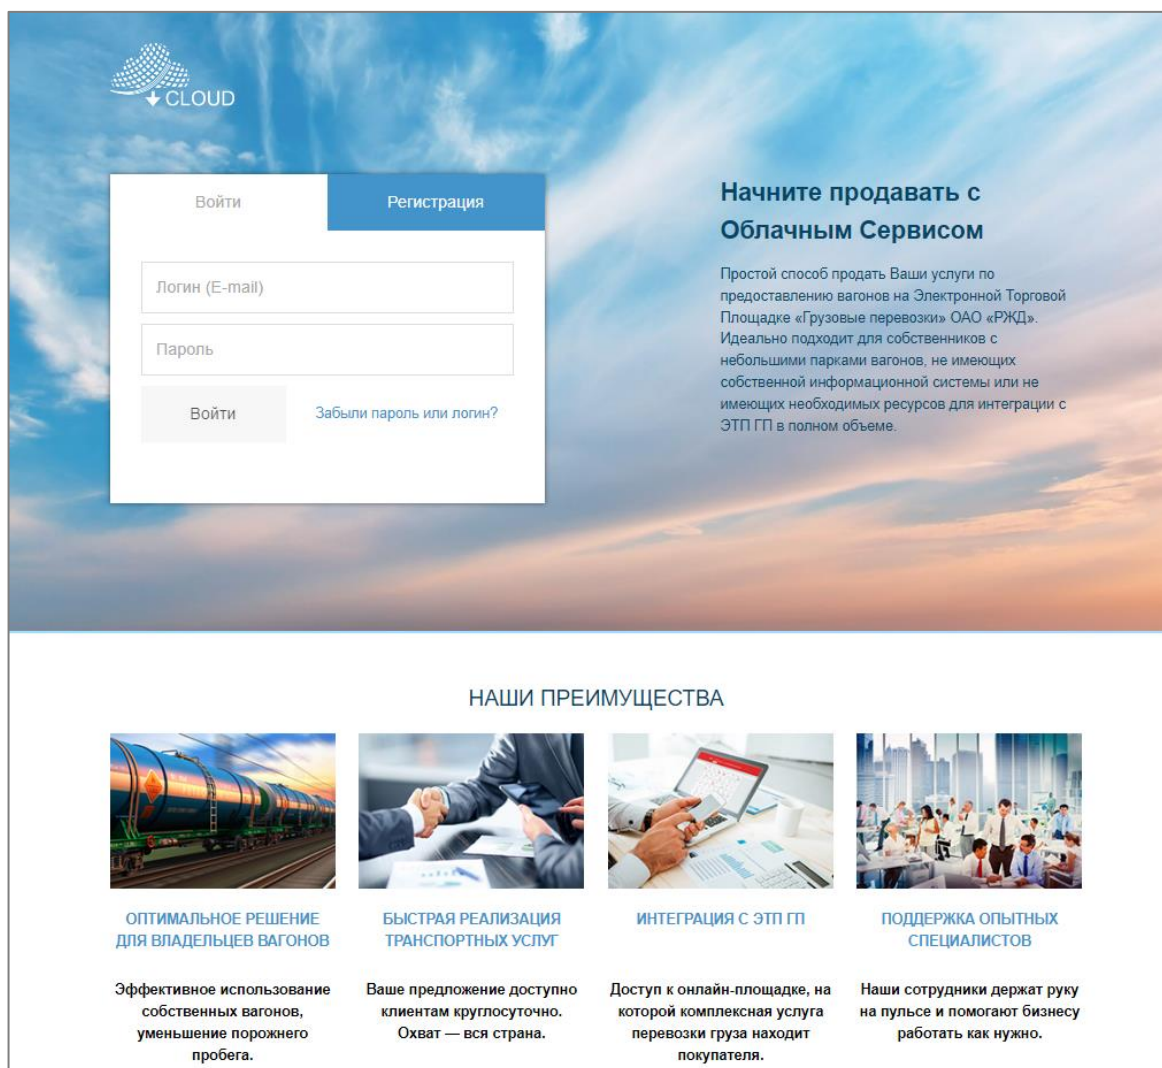 CLOUD
Войти
Регистрация
Логин (E-mail)
Пароль
Войти
Забыли пароль или логин?
Начните продавать с
Облачным Сервисом
Простой способ продать Ваши услуги по
предоставлению вагонов на Электронной Торговой
Площадке «Грузовые перевозки» ОАО «РЖД».
Идеально подходит для собственников с
небольшими парками вагонов, не имеющих
собственной информационной системы или не
имеющих необходимых ресурсов для интеграции с
ЭТП ГП в полном объеме.
НАШИ ПРЕИМУЩЕСТВА
ОПТИМАЛЬНОЕ РЕШЕНИЕ
ДЛЯ ВЛАДЕЛЬЦЕВ ВАГОНОВ
Эффективное использование
собственных вагонов,
уменьшение порожнего
пробега.
БЫСТРАЯ РЕАЛИЗАЦИЯ
ТРАНСПОРТНЫХ УСЛУГ
Ваше предложение доступно
клиентам круглосуточно.
Охват — вся страна.
ИНТЕГРАЦИЯ С ЭТП ГП
Доступ к онлайн-площадке, на
которой комплексная услуга
перевозки груза находит
покупателя.
ПОДДЕРЖКА ОПЫТНЫХ
СПЕЦИАЛИСТОВ
Наши сотрудники держат руку
на пульсе и помогают бизнесу
работать как нужно.